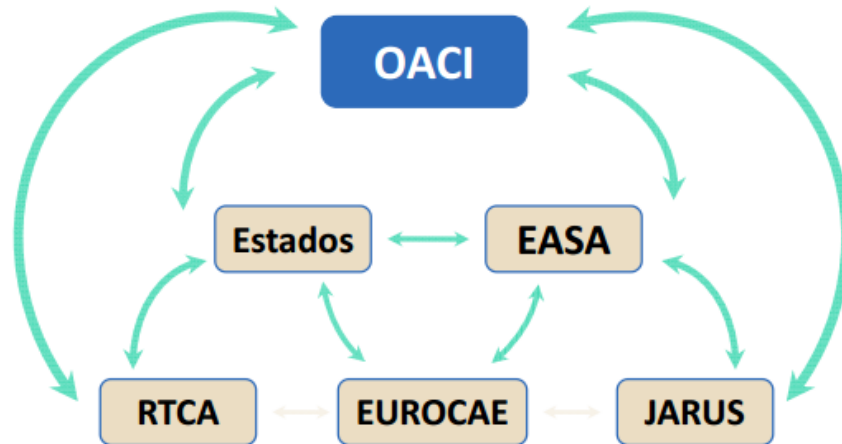 OACI
Estados
EASA
RTCA
EUROCAE
JARUS